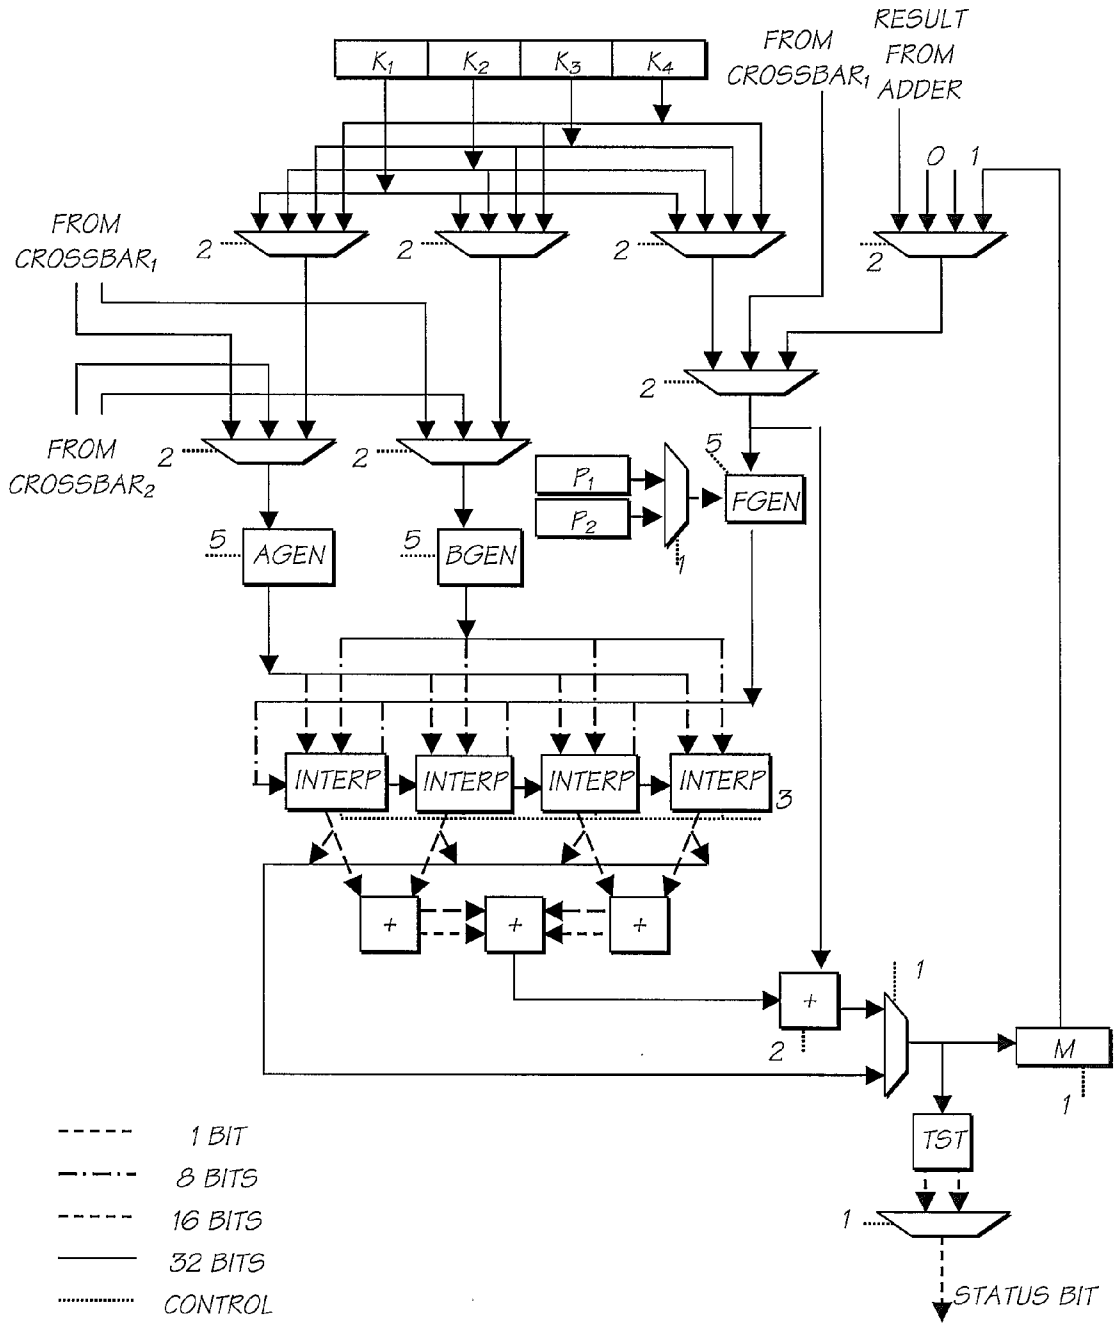 RESULT
FROM
ADDER
FROM
CROSSBAR1
K1 K2 K3 K4
0 1
FROM
CROSSBAR1
2 2 2 2
2
FROM
CROSSBAR2
2 2
5
P1
P2
FGEN
1
5 AGEN
5 BGEN
INTERP INTERP INTERP INTERP
3
+ + +
1
+
2
M
1
TST
1
STATUS BIT
1 BIT
8 BITS
16 BITS
32 BITS
CONTROL